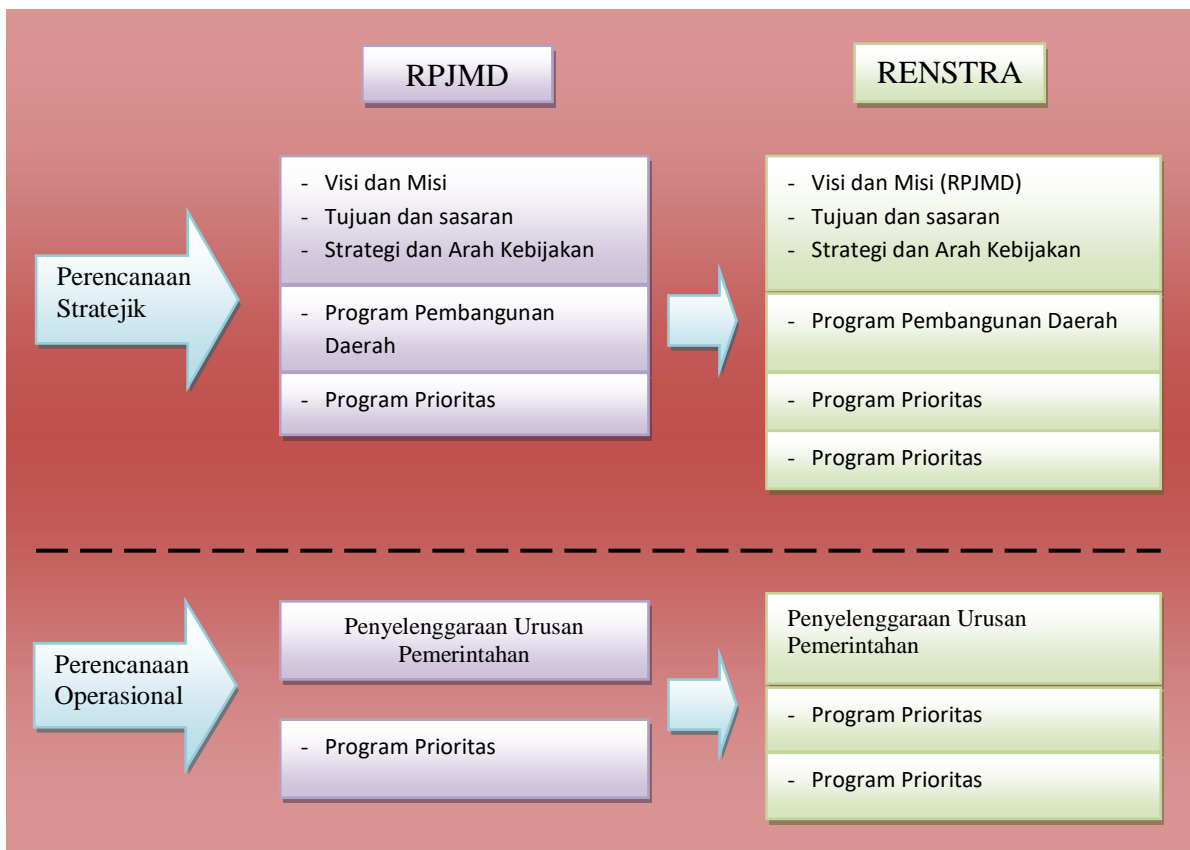 RPJMD
RENSTRA
Perencanaan
Stratejik
- Visi dan Misi
- Tujuan dan sasaran
- Strategi dan Arah Kebijakan
- Program Pembangunan
Daerah
- Program Prioritas
- Visi dan Misi (RPJMD)
- Tujuan dan sasaran
- Strategi dan Arah Kebijakan
- Program Pembangunan Daerah
- Program Prioritas
- Program Prioritas
Perencanaan
Operasional
Penyelenggaraan Urusan
Pemerintahan
- Program Prioritas
Penyelenggaraan Urusan
Pemerintahan
- Program Prioritas
- Program Prioritas